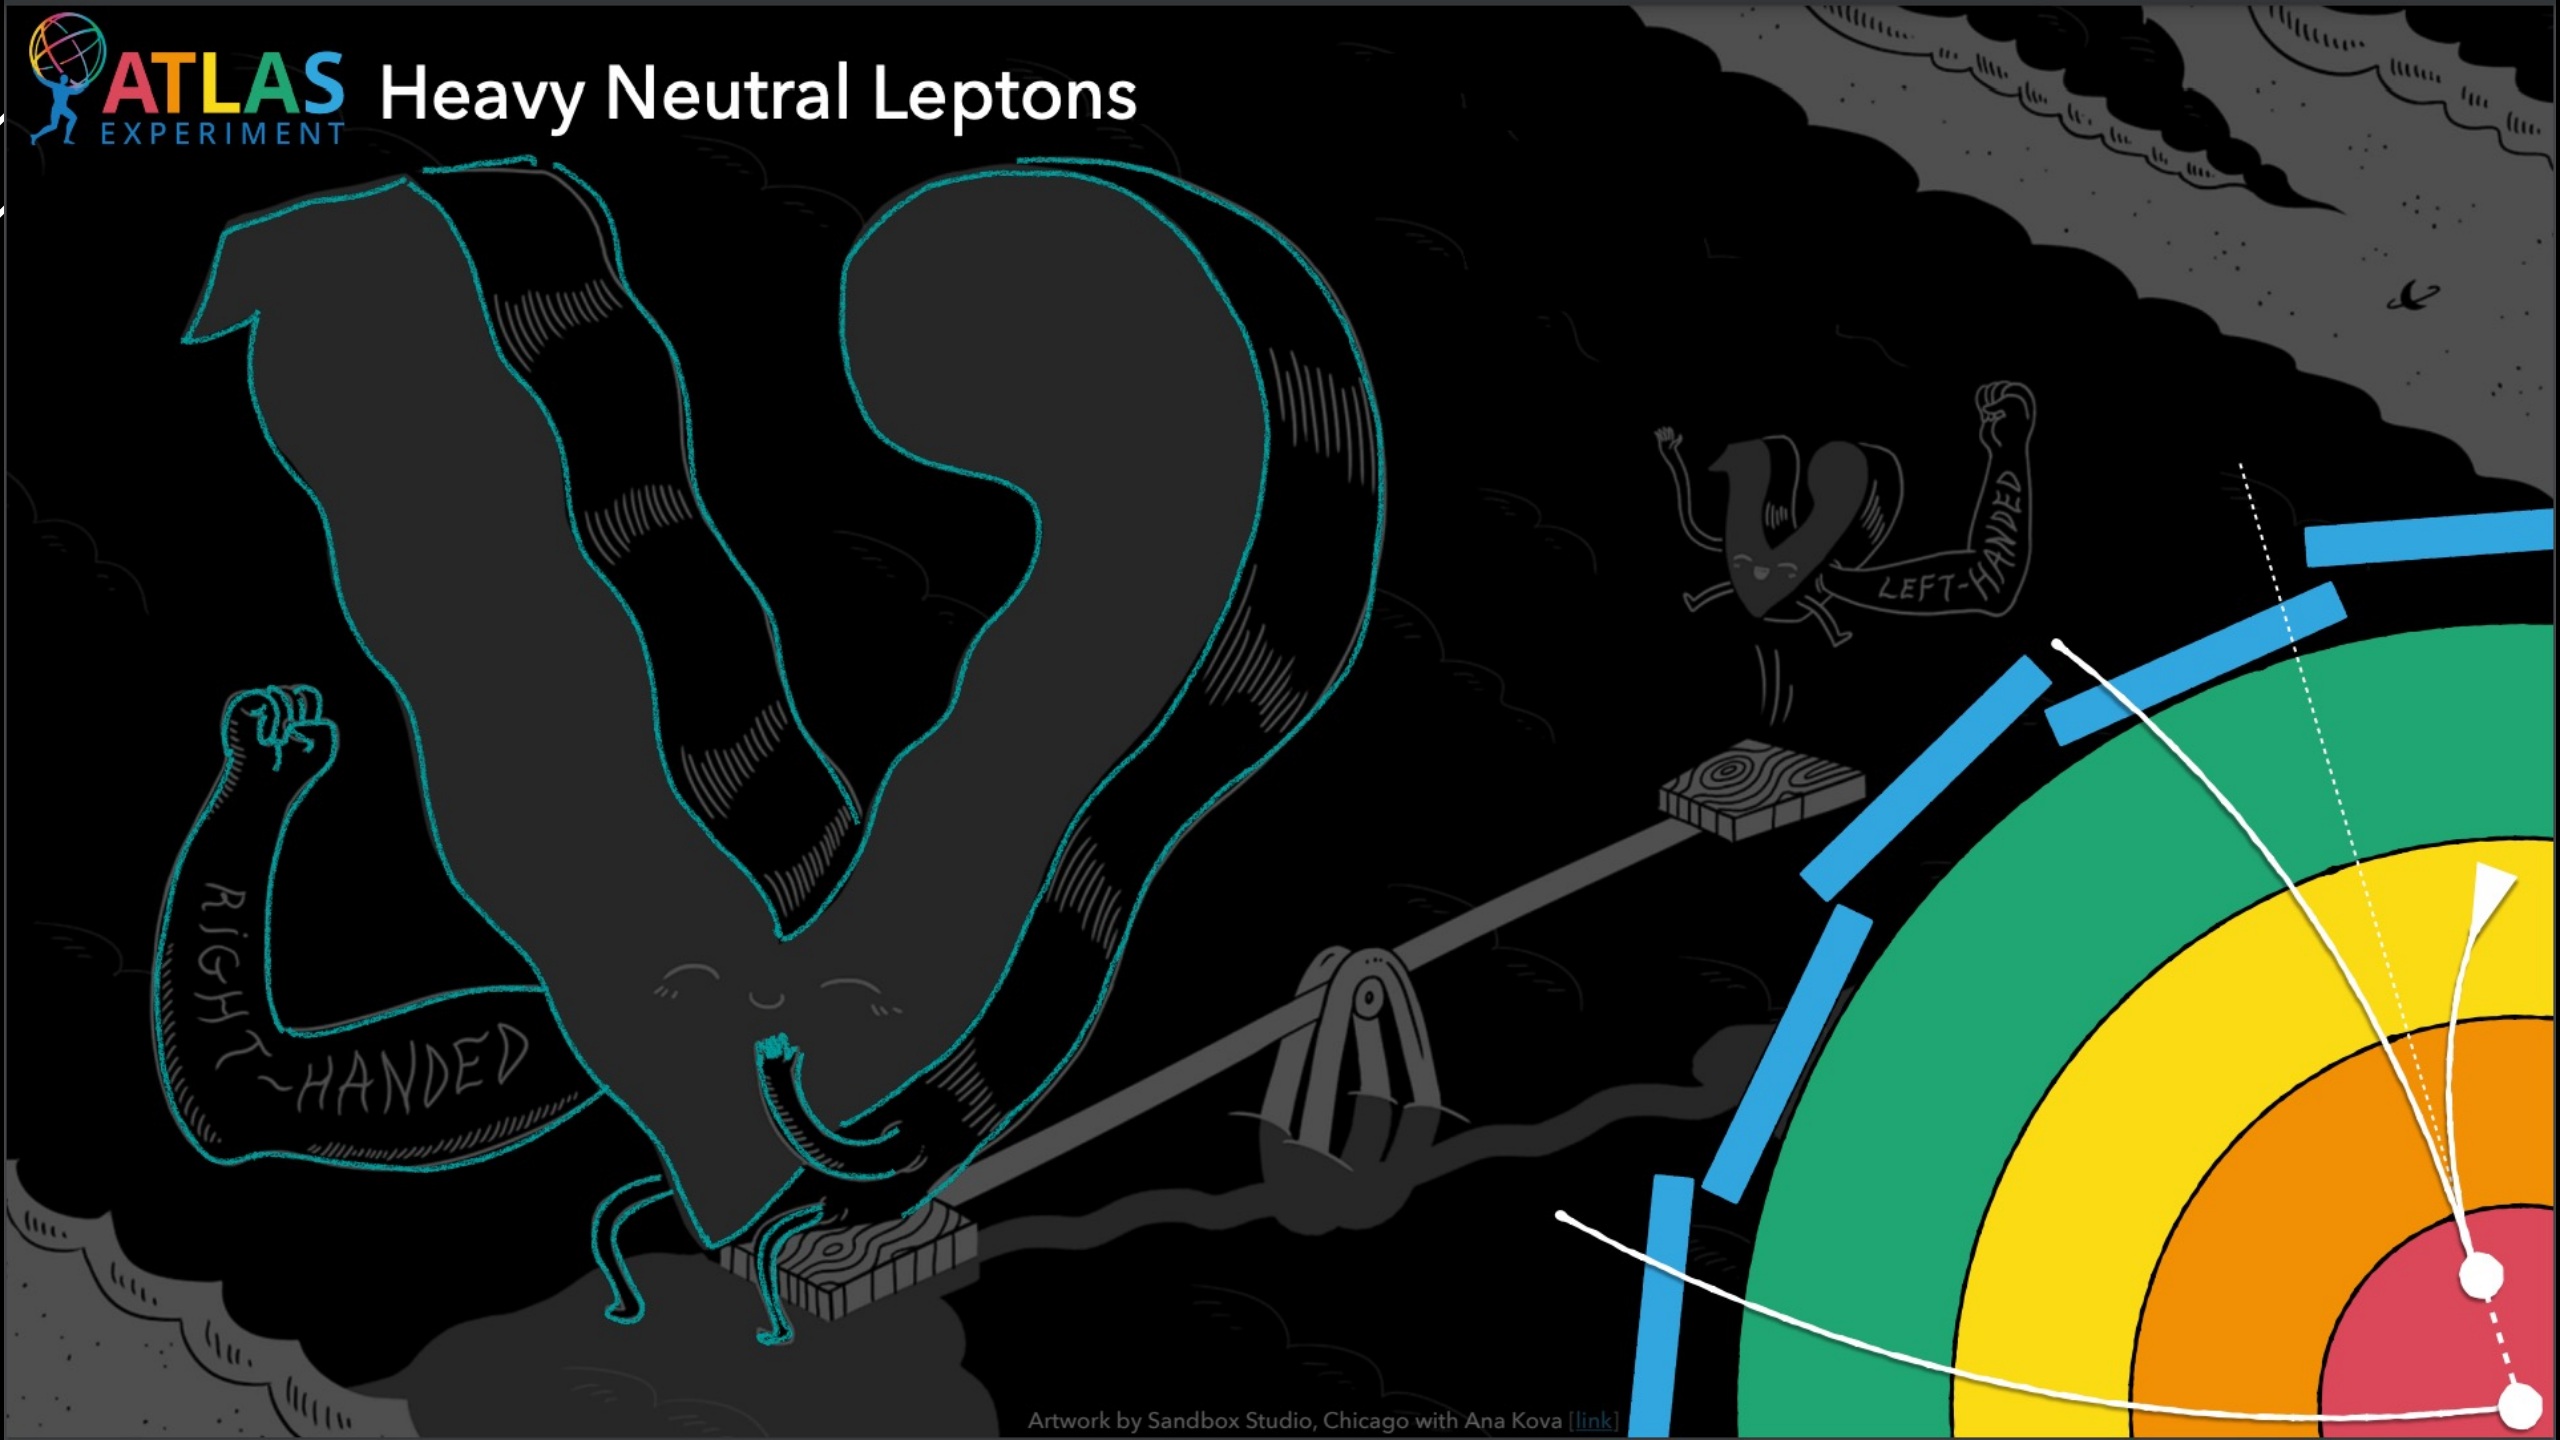 ATLAS
EXPERIMENT
Heavy Neutral Leptons
LEFT-HANDED
RIGHT-HANDED
Artwork by Sandbox Studio, Chicago with Ana Kova [link]